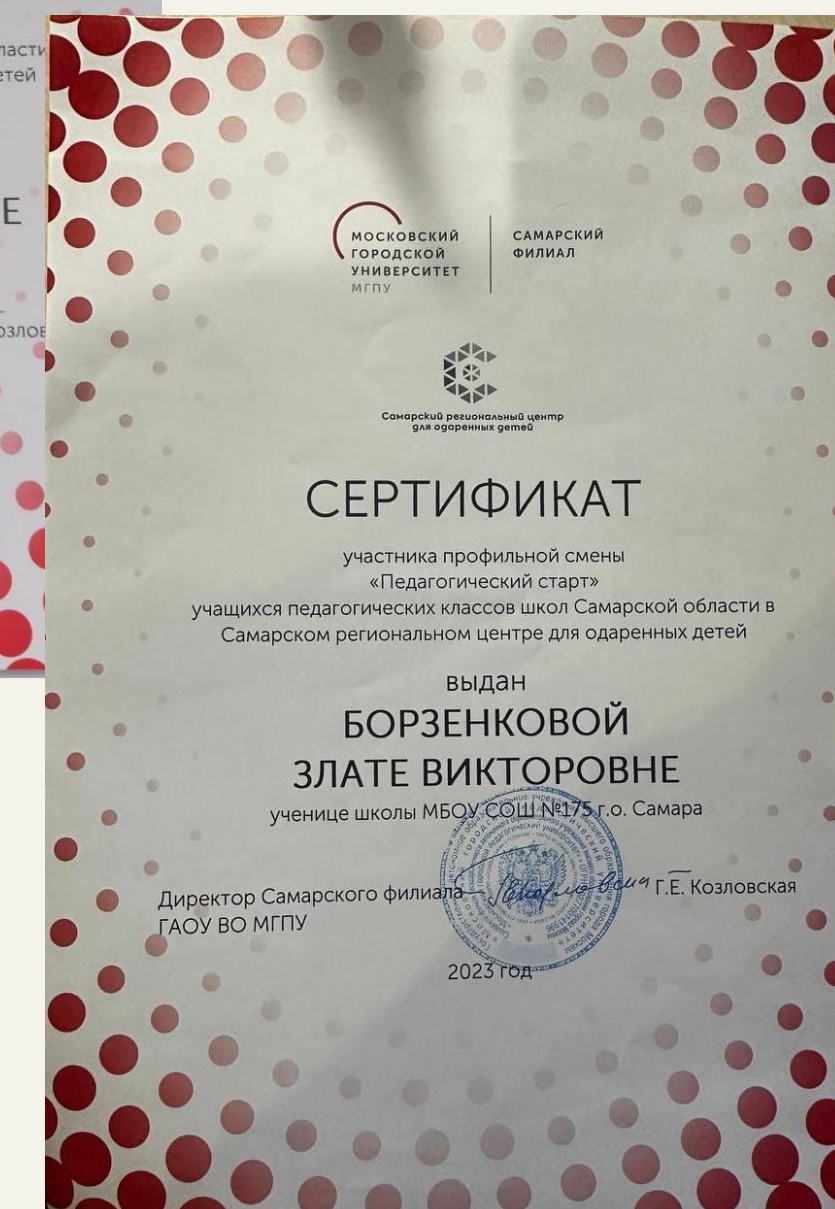 ласти
етей
Е
МОСКОВСКИЙ
ГОРОДСКОЙ
УНИВЕРСИТЕТ
МГПУ
САМАРСКИЙ
ФИЛИАЛ
Самарский региональный центр
для одаренных детей
СЕРТИФИКАТ
участника профильной смены
«Педагогический старт»
учащихся педагогических классов школ Самарской области в
Самарском региональном центре для одаренных детей
выдан
БОРЗЕНКОВОЙ
ЗЛАТЕ ВИКТОРОВНЕ
ученице школы МБОУ СОШ №175 г.о. Самара
Директор Самарского филиала
ГАОУ ВО МГПУ
Г.Е. Козловская
2023 год